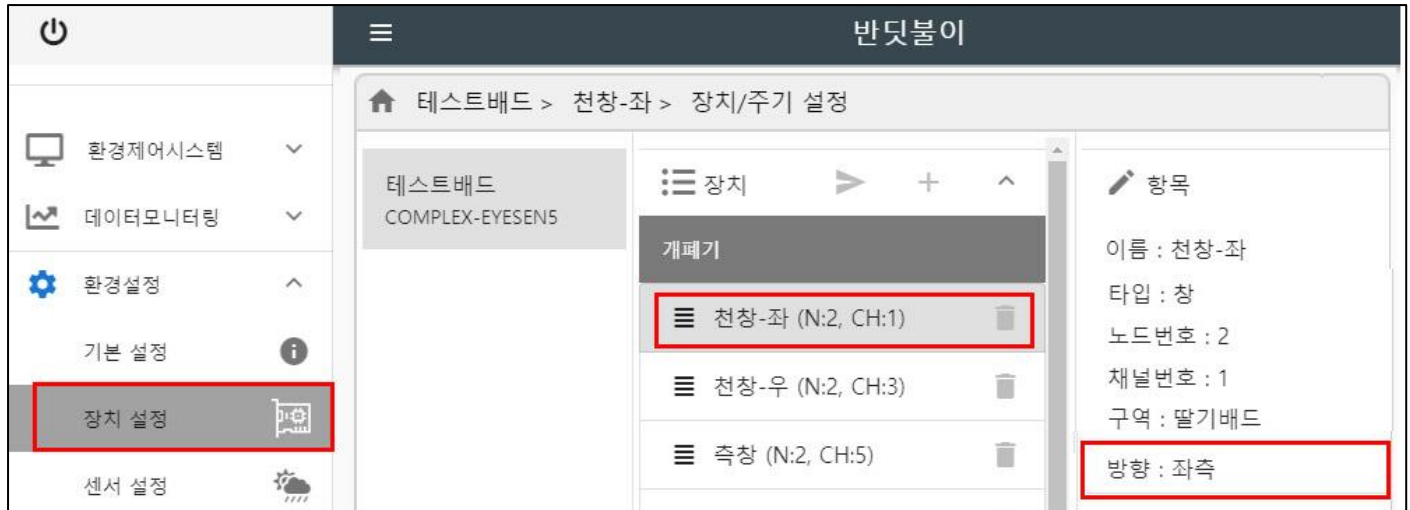 반딧불이
테스트배드 > 천창-좌 > 장치/주기 설정
환경제어시스템
데이터모니터링
환경설정
기본 설정
장치 설정
센서 설정
테스트배드
COMPLEX-EYESEN5
장치
개폐기
천창-좌 (N:2, CH:1)
천창-우 (N:2, CH:3)
측창 (N:2, CH:5)
항목
이름 : 천창-좌
타입 : 창
노드번호 : 2
채널번호 : 1
구역 : 딸기배드
방향 : 좌측